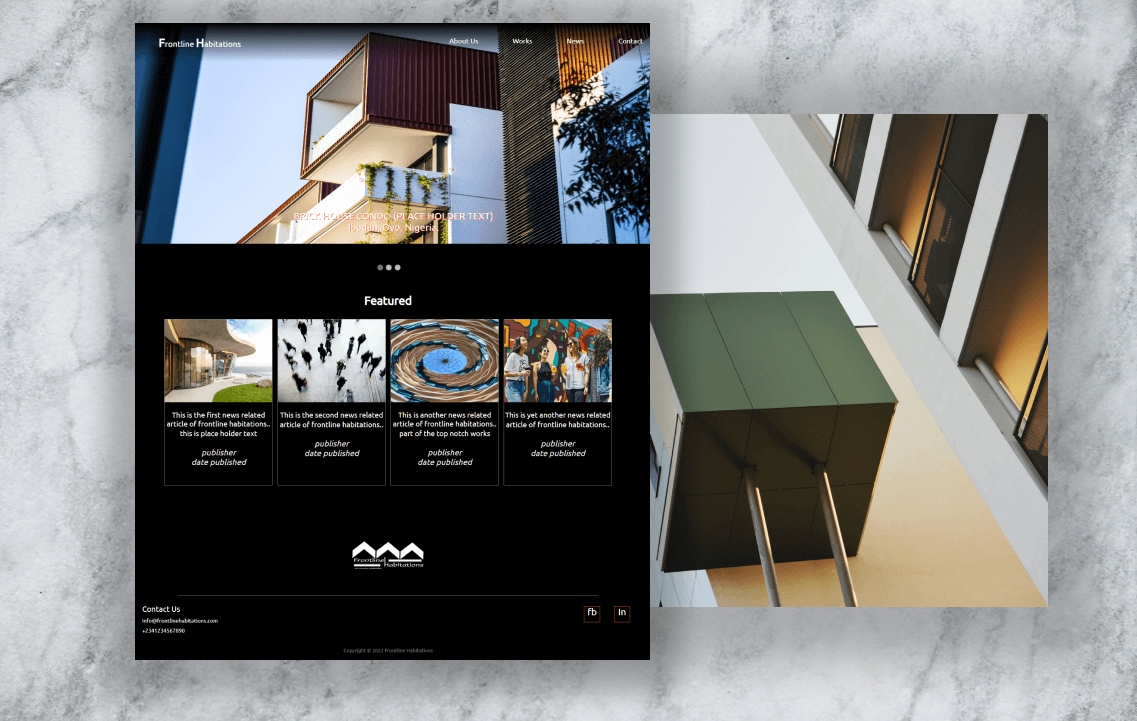 Frontline Habitations
About Us
Works
News
Contact
BRICK HOUSE CONDO (PLACE HOLDER TEXT)
Ibadan, Oyo, Nigeria.
Featured
This is the first news related
article of frontline habitations..
this is place holder text
publisher
date published
This is the second news related
article of frontline habitations..
publisher
date published
This is another news related
article of frontline habitations..
part of the top notch works
publisher
date published
This is yet another news related
article of frontline habitations..
publisher
date published
Frontline
Habitations
Contact Us
info@frontlinehabitations.com
+2341234567890
fb
in
Copyright © 2022 Frontline Habitations